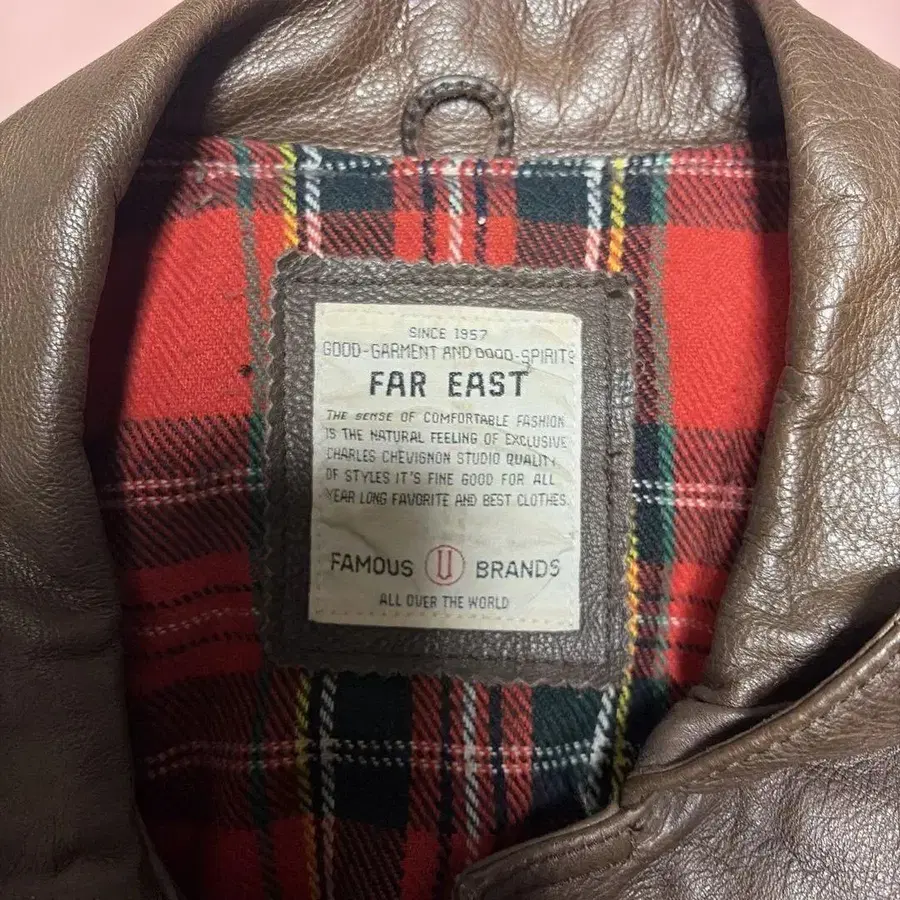 SINCE 1957
GOOD-GARMENT AND DOOD-SPIRITS
FAR EAST
THE SENSE OF COMFORTABLE FASHION
IS THE NATURAL FEELING OF EXCLUSIVE
CHARLES CHEVIGNON STUDIO QUALITY
OF STYLES IT'S FINE GOOD FOR ALL
YEAR LONG FAVORITE AND BEST CLOTHES.
FAMOUS U BRANDS
ALL OVER THE WORLD